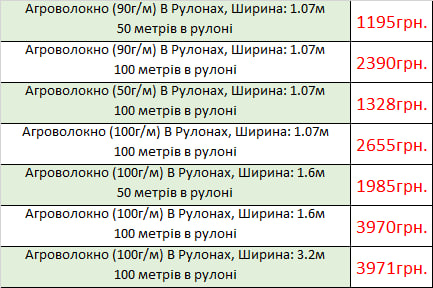 Агроволокно (90г/м) В Рулонах, Ширина: 1.07м
50 метрів в рулоні
1195грн.
Агроволокно (90г/м) В Рулонах, Ширина: 1.07м
100 метрів в рулоні
2390грн.
Агроволокно (50г/м) В Рулонах, Ширина: 1.07м
100 метрів в рулоні
1328грн.
Агроволокно (100г/м) В Рулонах, Ширина: 1.07м
100 метрів в рулоні
2655грн.
Агроволокно (100г/м) В Рулонах, Ширина: 1.6м
50 метрів в рулоні
1985грн.
Агроволокно (100г/м) В Рулонах, Ширина: 1.6м
100 метрів в рулоні
3970грн.
Агроволокно (100г/м) В Рулонах, Ширина: 3.2м
100 метрів в рулоні
3971грн.